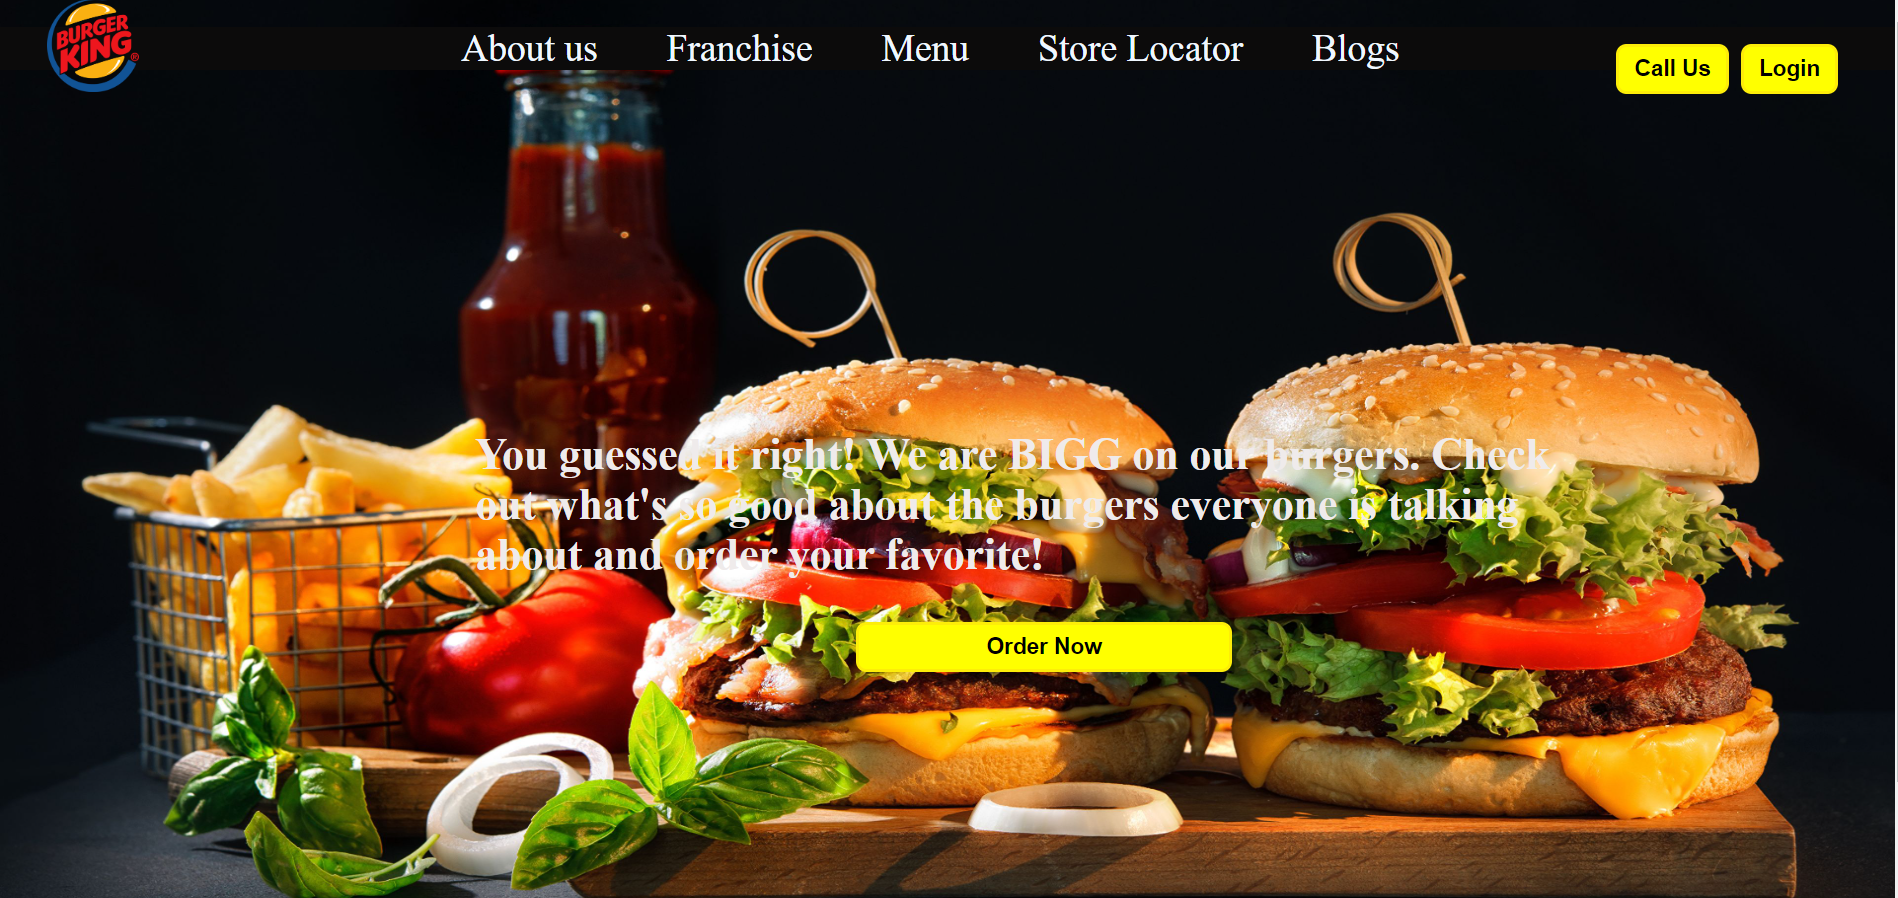 BURGER
KING®
About us Franchise Menu Store Locator Blogs
Call Us Login
You guessed it right! We are BIGG on our burgers. Check
out what's so good about the burgers everyone is talking
about and order your favorite!
Order Now